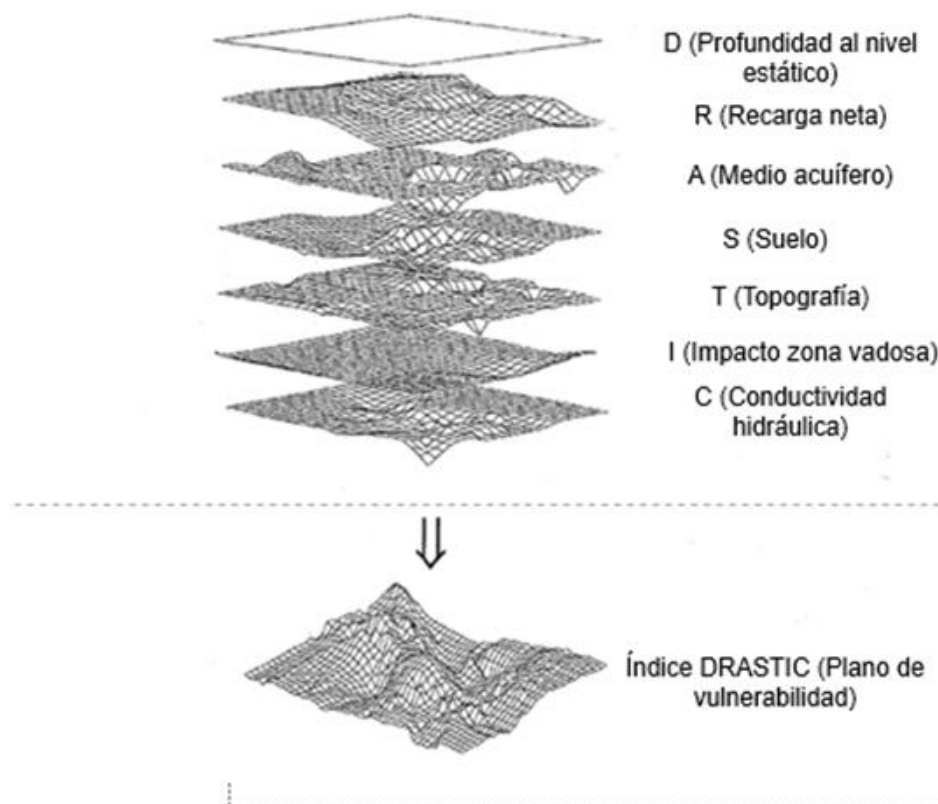 D (Profundidad al nivel
estático)
R (Recarga neta)
A (Medio acuífero)
S (Suelo)
T (Topografía)
I (Impacto zona vadosa)
C (Conductividad
hidráulica)
Índice DRASTIC (Plano de
vulnerabilidad)